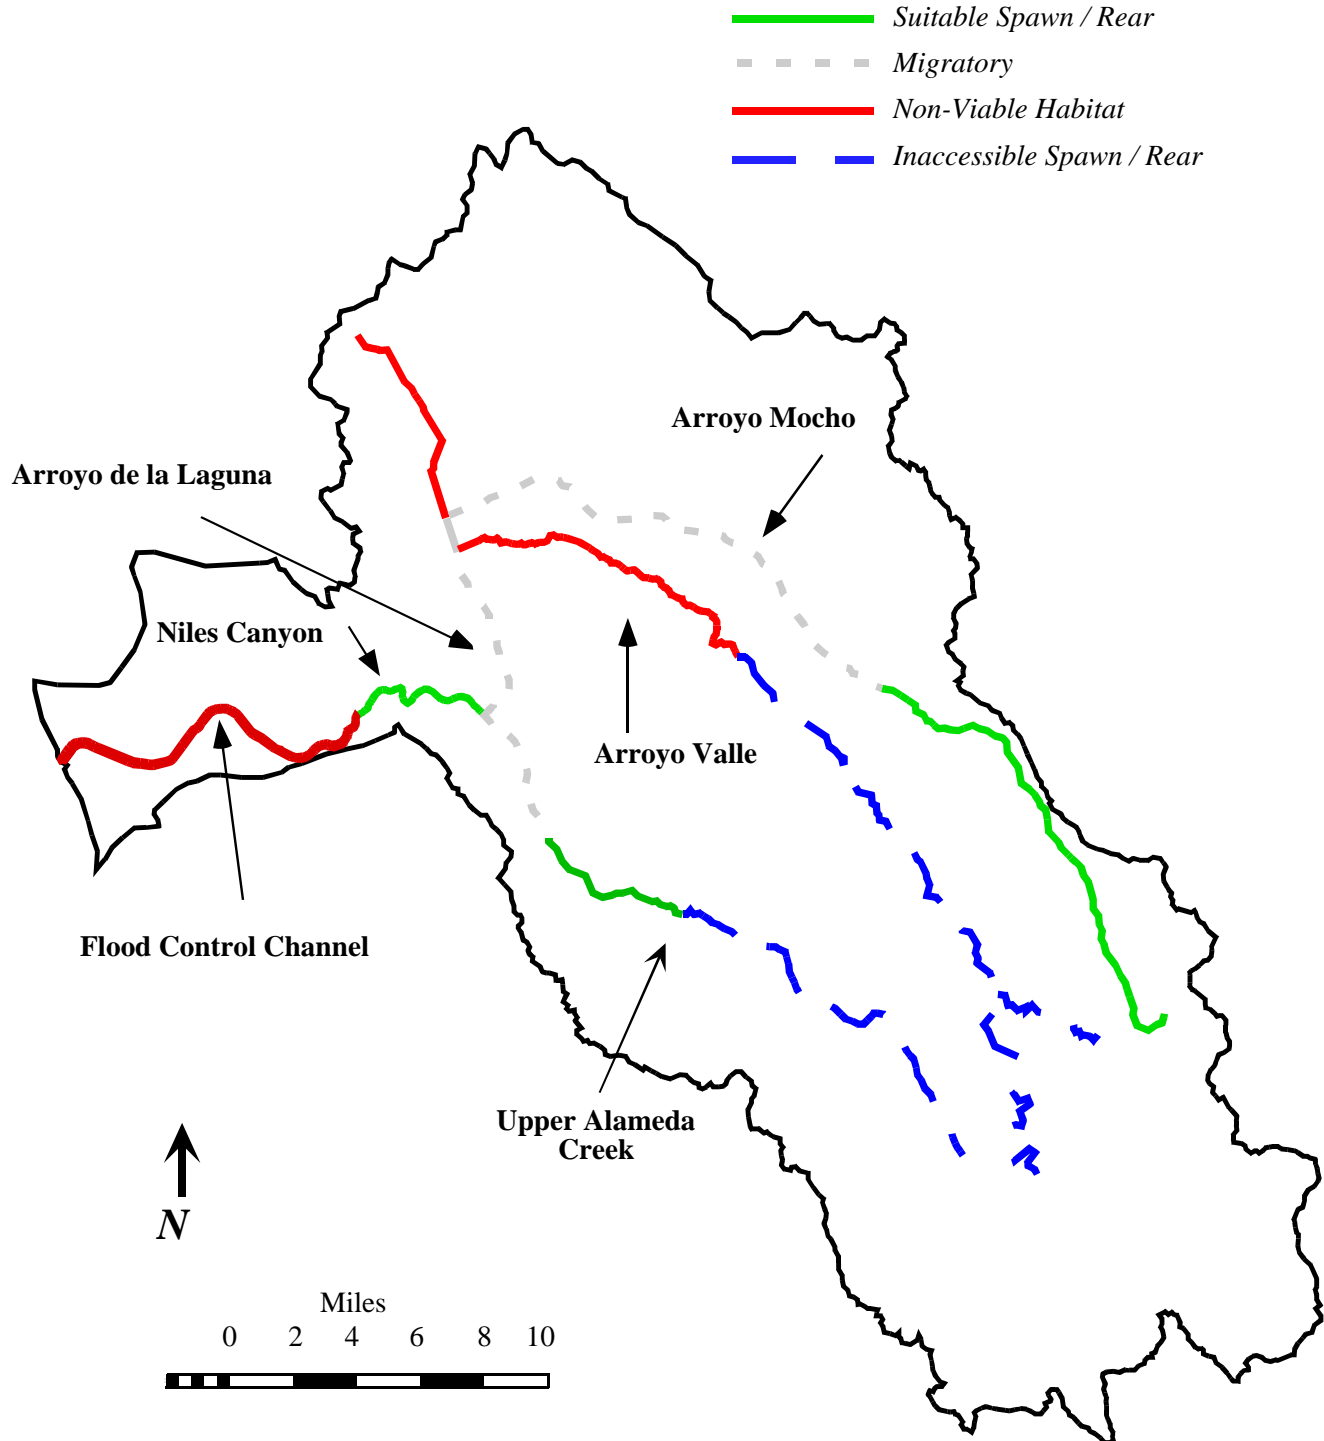 Suitable Spawn / Rear
Migratory
Non-Viable Habitat
Inaccessible Spawn / Rear
Arroyo Mocho
Arroyo de la Laguna
Niles Canyon
Arroyo Valle
Flood Control Channel
Upper Alameda
Creek
N
Miles
0 2 4 6 8 10